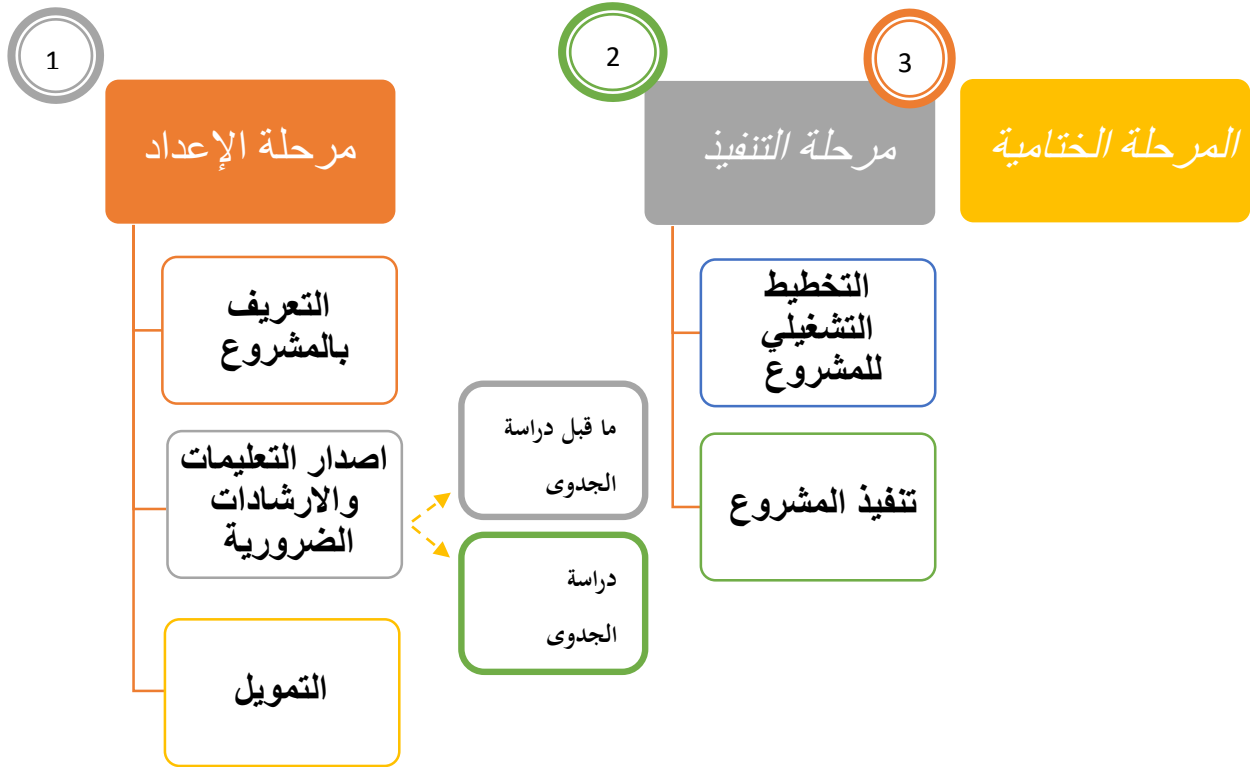 1
مرحلة الإعداد
التعريف
بالمشروع
اصدار التعليمات
والارشادات
الضرورية
ما قبل دراسة
الجدوى
دراسة
الجدوى
التمويل
2
مرحلة التنفيذ
التخطيط
التشغيلي
للمشروع
تنفيذ المشروع
3
المرحلة الختامية